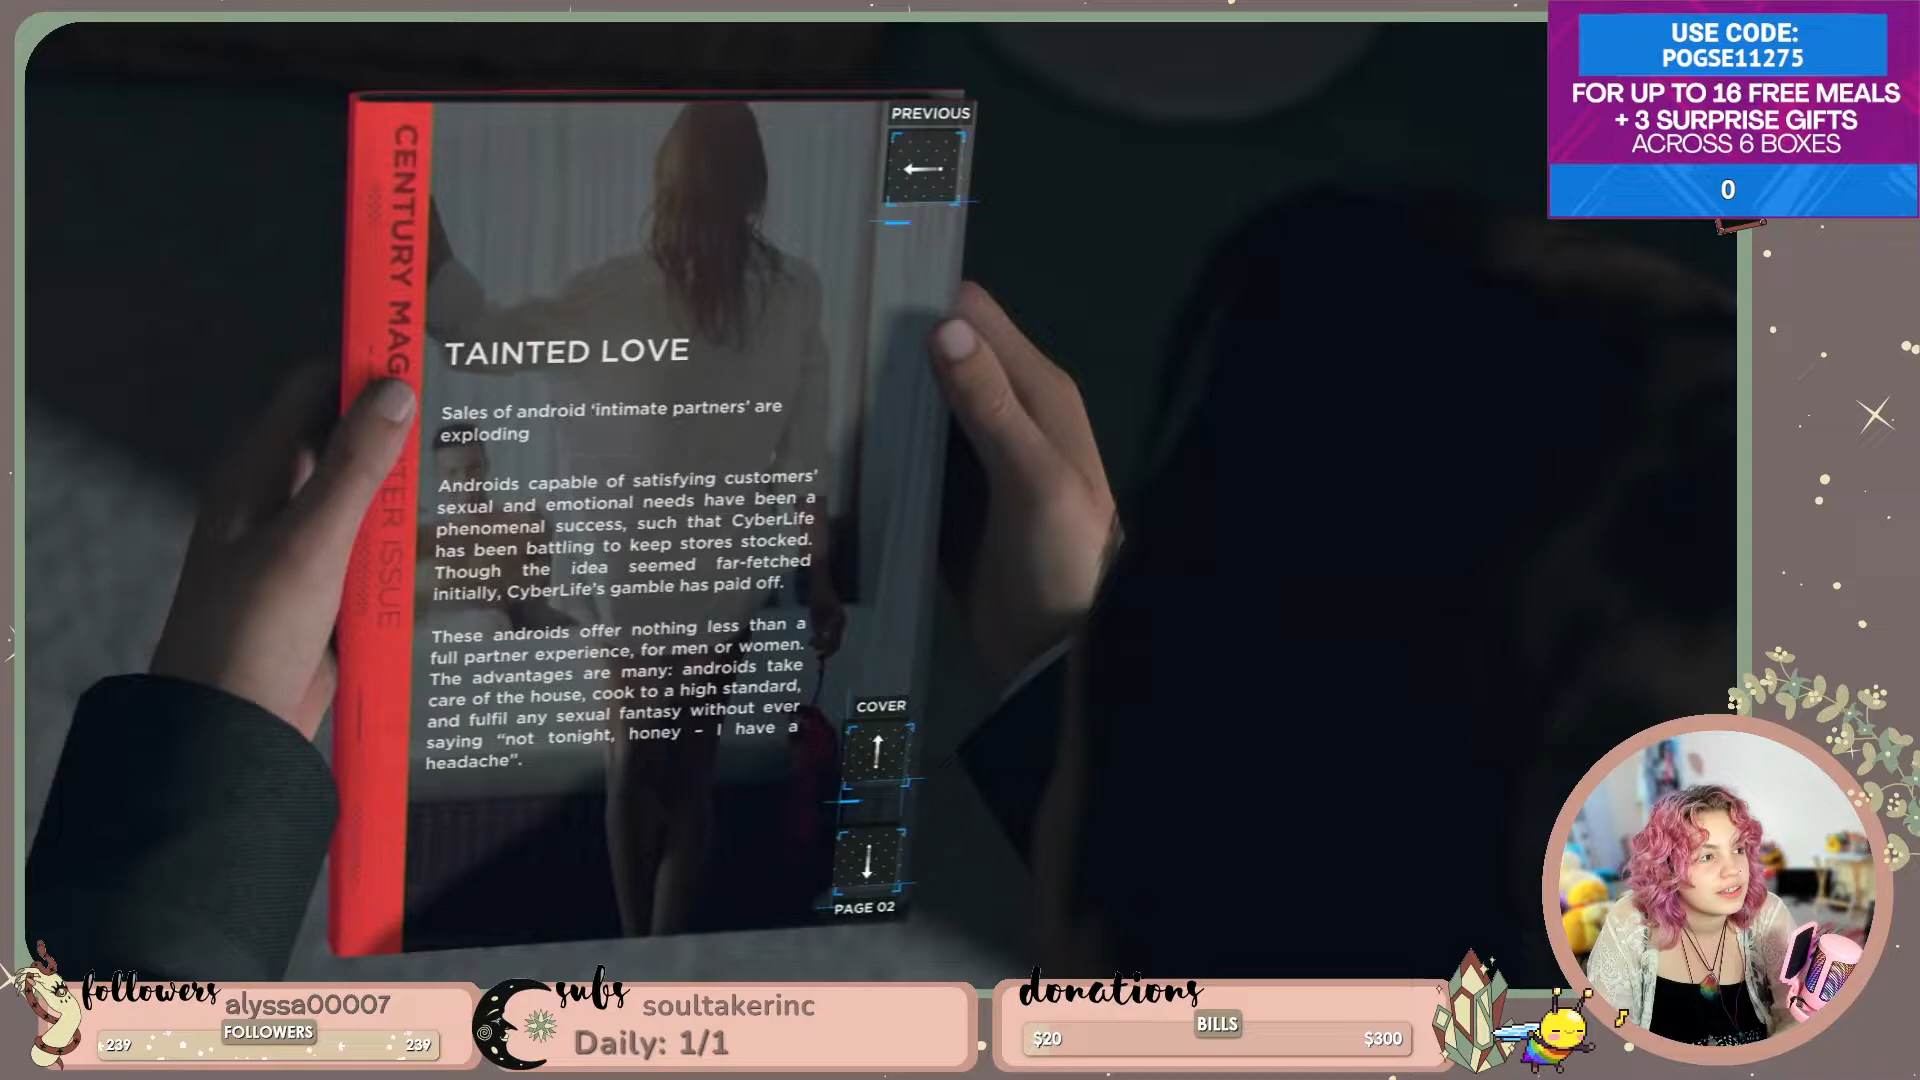 USE CODE:
POGSE11275
FOR UP TO 16 FREE MEALS
+ 3 SURPRISE GIFTS
ACROSS 6 BOXES
0
PREVIOUS
CENTURY MAG
TER ISSUE
TAINTED LOVE
Sales of android ‘intimate partners’ are
exploding
Androids capable of satisfying customers’
sexual and emotional needs have been a
phenomenal success, such that CyberLife
has been battling to keep stores stocked.
Though the idea seemed far-fetched
initially, CyberLife’s gamble has paid off.
These androids offer nothing less than a
full partner experience, for men or women.
The advantages are many: androids take
care of the house, cook to a high standard,
and fulfil any sexual fantasy without ever
saying “not tonight, honey – I have a
headache”.
COVER
PAGE 02
followers
alyssa00007
FOLLOWERS
239
239
subs
soultakerinc
Daily: 1/1
donations
BILLS
$20
$300